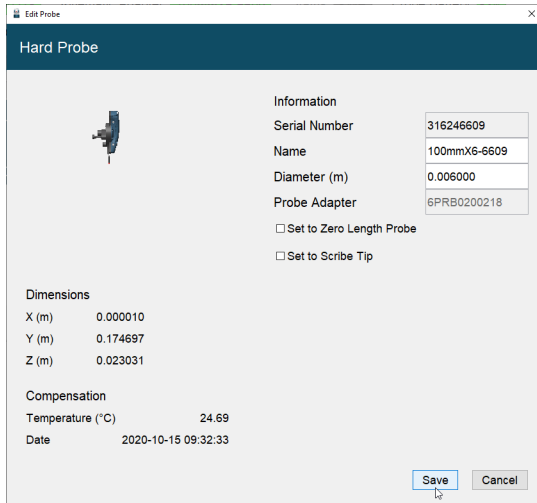 Edit Probe
Hard Probe
Information
Serial Number 316246609
Name 100mmX6-6609
Diameter (m) 0.006000
Probe Adapter 6PRB0200218
Set to Zero Length Probe
Set to Scribe Tip
Dimensions
X (m) 0.000010
Y (m) 0.174697
Z (m) 0.023031
Compensation
Temperature (°C) 24.69
Date 2020-10-15 09:32:33
Save Cancel